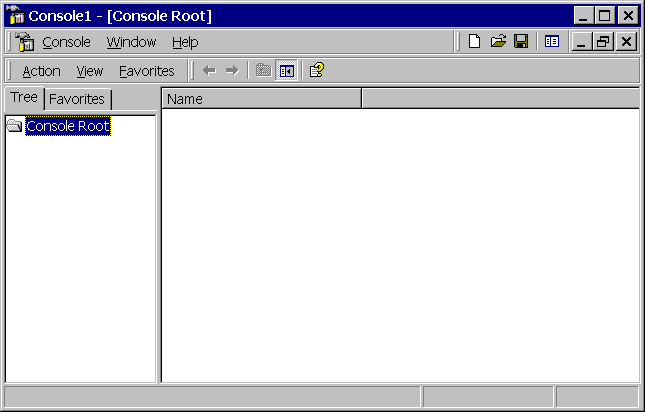 Console1 - [Console Root]
Console Window Help
Action View Favorites
Tree Favorites
Name
Console Root